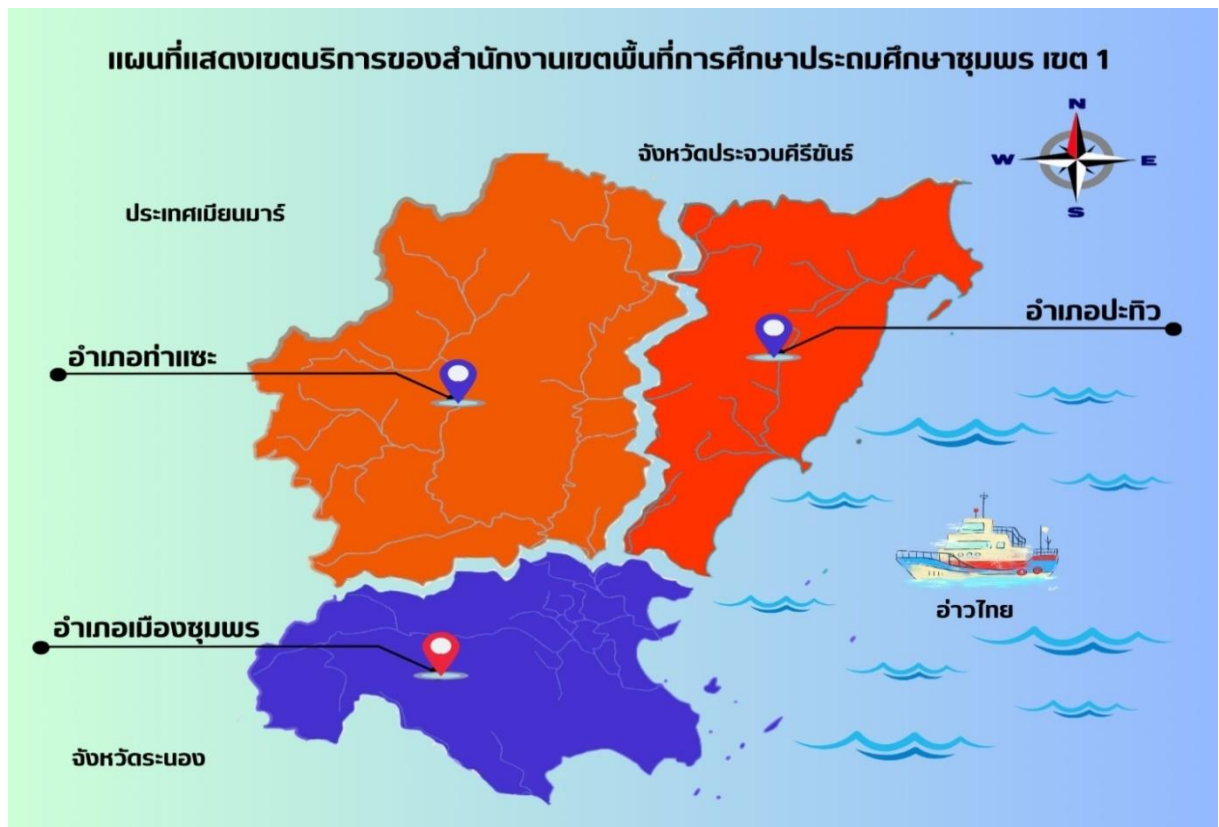 แผนที่แสดงเขตบริการของสำนักงานเขตพื้นที่การศึกษาประถมศึกษาชุมพร เขต 1
N
จังหวัดประจวบคีรีขันธ์
W
E
ประเทศเมียนมาร์
S
อำเภอปะทิว
อำเภอท่าแซะ
อ่าวไทย
อำเภอเมืองชุมพร
จังหวัดระนอง